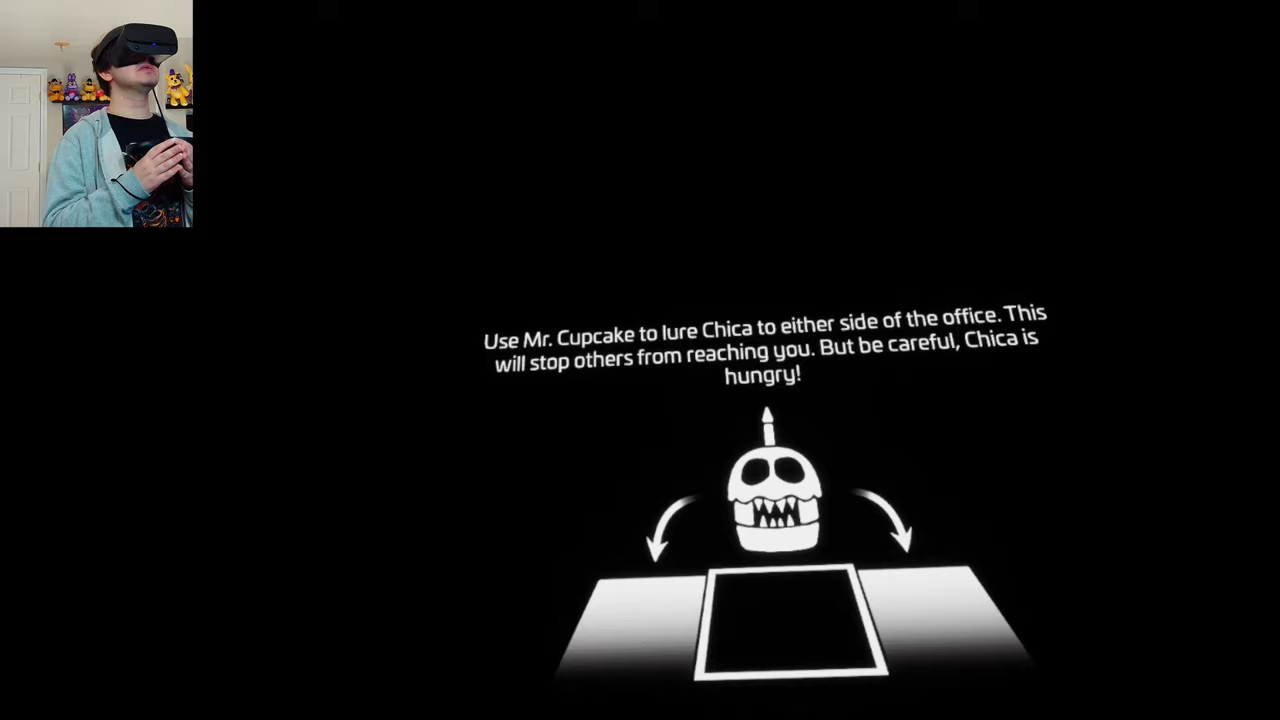 Use Mr. Cupcake to lure Chica to either side of the office. This
will stop others from reaching you. But be careful, Chica is
hungry!